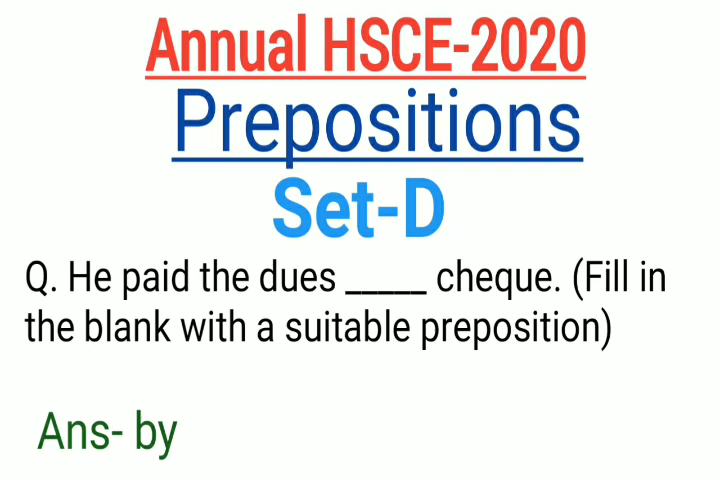 Annual HSCE-2020
Prepositions
Set-D
Q. He paid the dues _____ cheque. (Fill in
the blank with a suitable preposition)
Ans- by